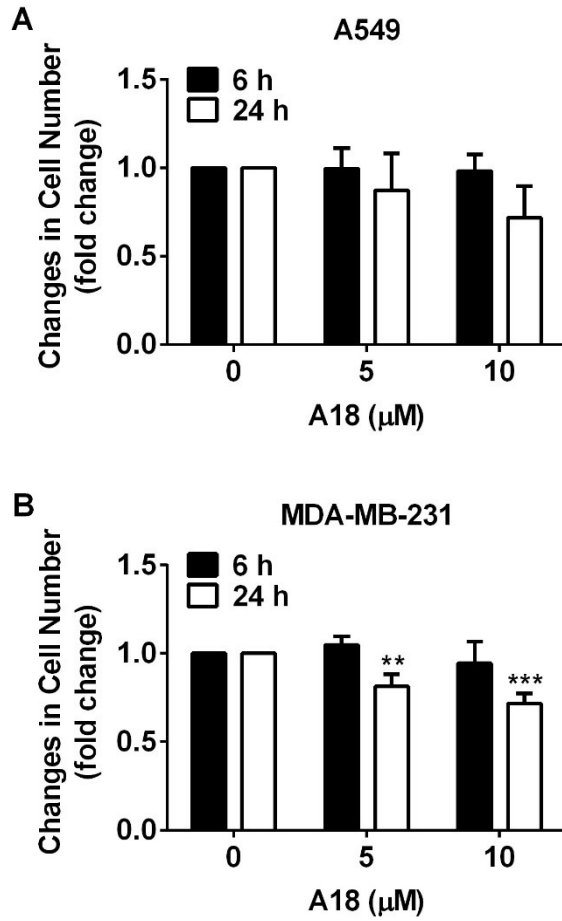 A
A549
Changes in Cell Number
(fold change)
1.5
1.0
0.5
0.0
6 h
24 h
0
5
10
A18 (μM)
B
MDA-MB-231
Changes in Cell Number
(fold change)
1.5
1.0
0.5
0.0
6 h
24 h
**
***
0
5
10
A18 (μM)